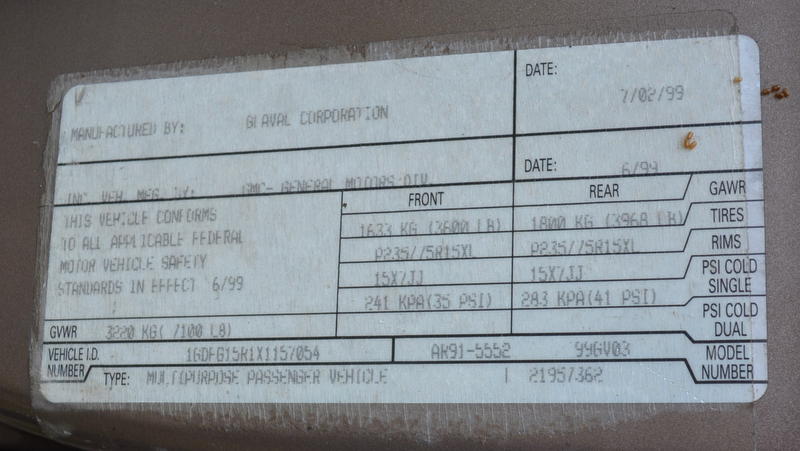 MANUFACTURED BY: GLAVAL CORPORATION
DATE: 7/02/99
INC. VEH. MFG. BY: GMC- GENERAL MOTORS DIV
DATE: 6/99
FRONT REAR GAWR
1633 KG (3600 LB) 1800 KG (3968 LB) TIRES
P235/75R15XL P235/75R15XL RIMS
15X7JJ 15X7JJ PSI COLD SINGLE
241 KPA(35 PSI) 283 KPA(41 PSI) PSI COLD DUAL
THIS VEHICLE CONFORMS
TO ALL APPLICABLE FEDERAL
MOTOR VEHICLE SAFETY
STANDARDS IN EFFECT 6/99
GVWR 3220 KG( 7100 LB)
VEHICLE I.D. NUMBER 1GDFG15R1X1157054 AR91-5552 99GV03 MODEL NUMBER
TYPE: MULTIPURPOSE PASSENGER VEHICLE 21957362